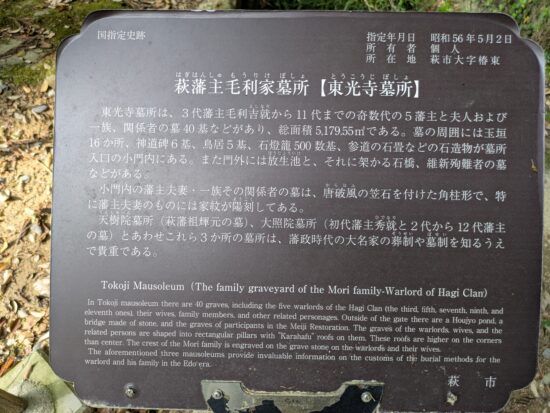 国指定史跡
指定年月日 昭和56年5月2日
所有者 個人
所在地 萩市大字椿東
はぎはんしゅ もうりけ ぼしょ とうこうじ ぼしょ
萩藩主毛利家墓所【東光寺墓所】
東光寺墓所は、3代藩主毛利吉就から11代までの奇数代の5藩主と夫人および
一族、関係者の墓40基などがあり、総面積5,179.55㎡である。墓の周囲には玉垣
16か所、神道碑6基、鳥居5基、石燈籠500数基、参道の石畳などの石造物が墓所
入口の小門内にある。また門外には放生池と、それに架かる石橋、維新殉難者の墓
などがある。
小門内の藩主夫妻・一族その関係者の墓は、唐破風の笠石を付けた角柱形で、特
に藩主夫妻のものには家紋が陽刻してある。
天樹院墓所(萩藩祖輝元の墓)、大照院墓所(初代藩主秀就と2代から12代藩主
の墓)とあわせこれら3か所の墓所は、藩政時代の大名家の葬制や墓制を知るうえ
で貴重である。
Tokoji Mausoleum (The family graveyard of the Mori family-Warlord of Hagi Clan)
In Tokoji mausoleum there are 40 graves, including the five warlords of the Hagi Clan (the third, fifth, seventh, ninth, and
eleventh ones), their wives, family members, and other related personages. Outside of the gate there are a Houjyo pond, a
bridge made of stone, and the graves of participants in the Meiji Restoration. The graves of the warlords, wives, and the
related persons are shaped into rectangular pillars with "Karahafu" roofs on them. These roofs are higher on the corners
than center. The crest of the Mori family is engraved on the grave stone on the warlords and their wives.
The aforementioned three mausoleums provide invaluable information on the customs of the burial methods for the
warlord and his family in the Edo era.
萩市